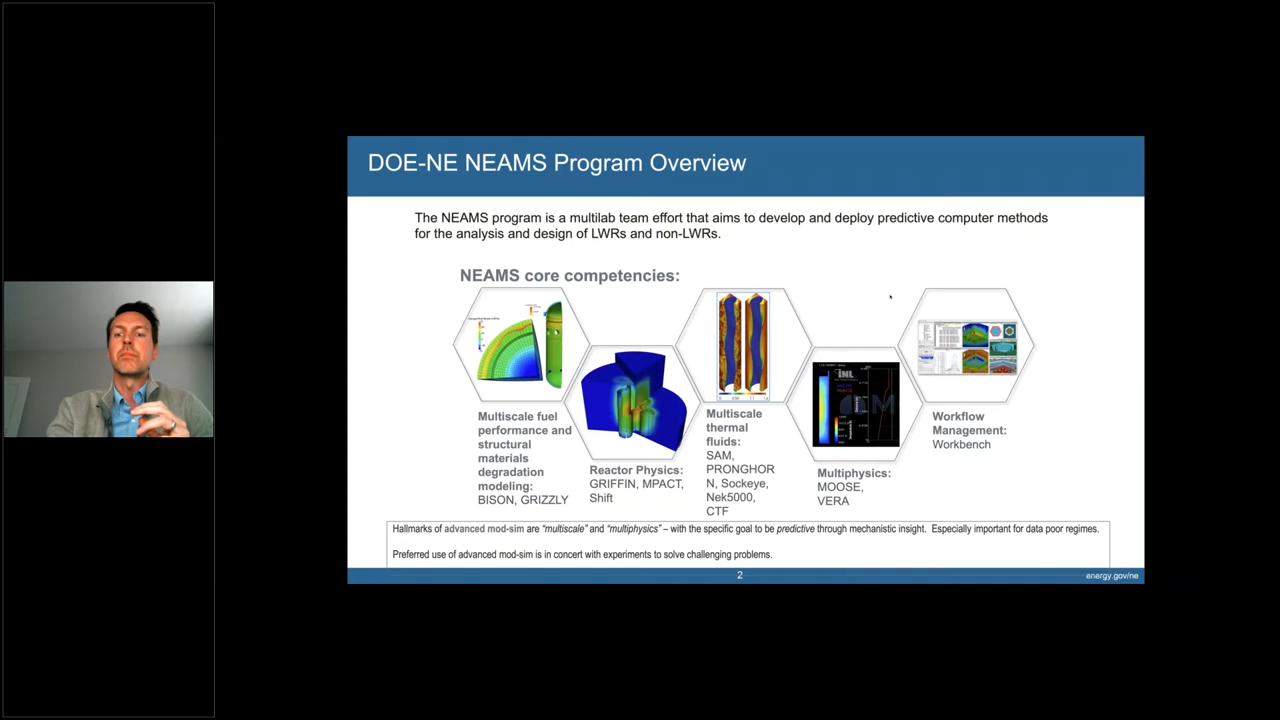 DOE-NE NEAMS Program Overview
The NEAMS program is a multilab team effort that aims to develop and deploy predictive computer methods
for the analysis and design of LWRs and non-LWRs.
NEAMS core competencies:
Multiscale fuel
performance and
structural
materials
degradation
modeling:
BISON, GRIZZLY
Reactor Physics:
GRIFFIN, MPACT,
Shift
Multiscale
thermal
fluids:
SAM,
PRONGHOR
N, Sockeye,
Nek5000,
CTF
INL
Multiphysics:
MOOSE,
VERA
Workflow
Management:
Workbench
Hallmarks of advanced mod-sim are “multiscale” and “multiphysics” – with the specific goal to be predictive through mechanistic insight. Especially important for data poor regimes.
Preferred use of advanced mod-sim is in concert with experiments to solve challenging problems.
2
energy.gov/ne